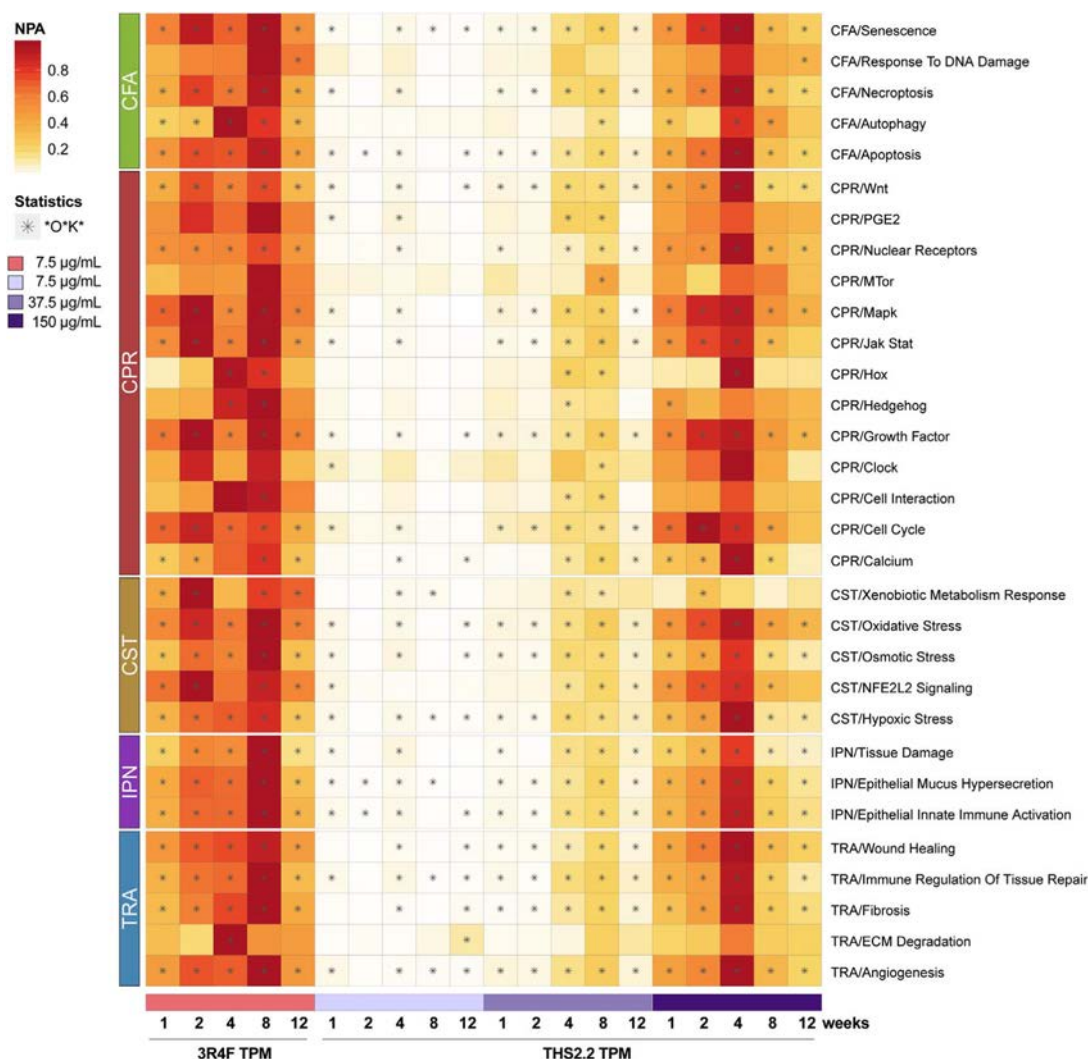 NPA
0.8
0.6
0.4
0.2
Statistics
*O*K*
7.5 µg/mL
7.5 µg/mL
37.5 µg/mL
150 µg/mL
CFA
CFA/Senescence
CFA/Response To DNA Damage
CFA/Necroptosis
CFA/Autophagy
CFA/Apoptosis
CPR
CPR/Wnt
CPR/PGE2
CPR/Nuclear Receptors
CPR/MTor
CPR/Mapk
CPR/Jak Stat
CPR/Hox
CPR/Hedgehog
CPR/Growth Factor
CPR/Clock
CPR/Cell Interaction
CPR/Cell Cycle
CPR/Calcium
CST
CST/Xenobiotic Metabolism Response
CST/Oxidative Stress
CST/Osmotic Stress
CST/NFE2L2 Signaling
CST/Hypoxic Stress
IPN
IPN/Tissue Damage
IPN/Epithelial Mucus Hypersecretion
IPN/Epithelial Innate Immune Activation
TRA
TRA/Wound Healing
TRA/Immune Regulation Of Tissue Repair
TRA/Fibrosis
TRA/ECM Degradation
TRA/Angiogenesis
1 2 4 8 12 1 2 4 8 12 1 2 4 8 12 1 2 4 8 12 weeks
3R4F TPM THS2.2 TPM